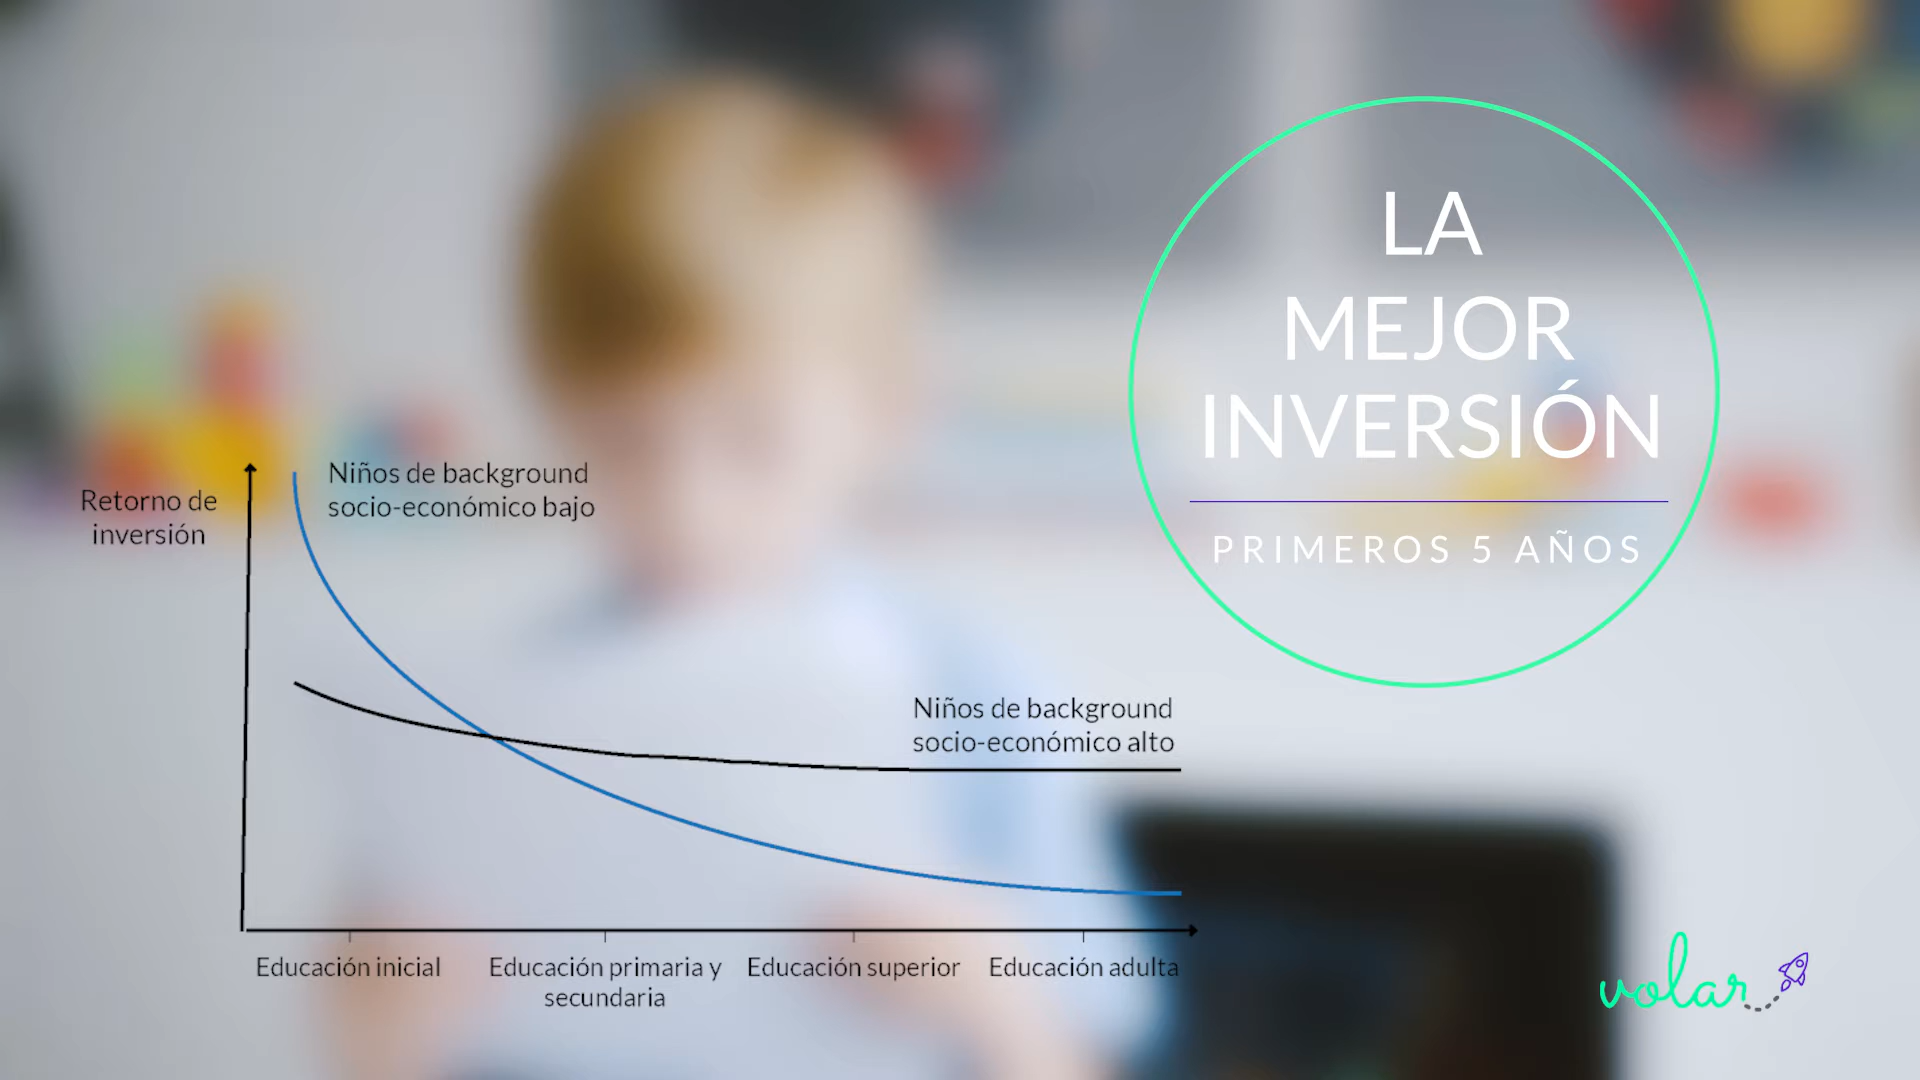 LA
MEJOR
INVERSIÓN
PRIMEROS 5 AÑOS
Retorno de
inversión
Niños de background
socio-económico bajo
Niños de background
socio-económico alto
Educación inicial
Educación primaria y
secundaria
Educación superior
Educación adulta
volar